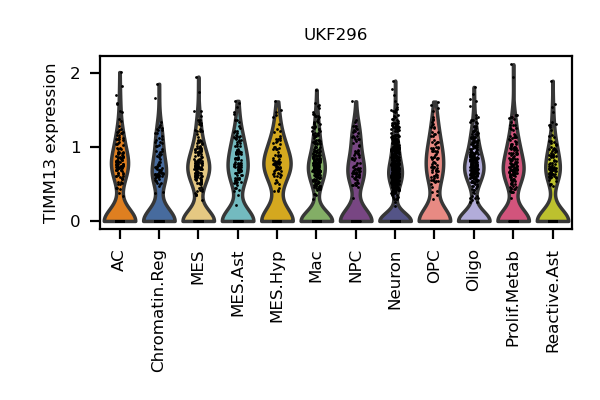 UKF296
TIMM13 expression
2
1
0
AC
Chromatin.Reg
MES
MES.Ast
MES.Hyp
Mac
NPC
Neuron
OPC
Oligo
Prolif.Metab
Reactive.Ast